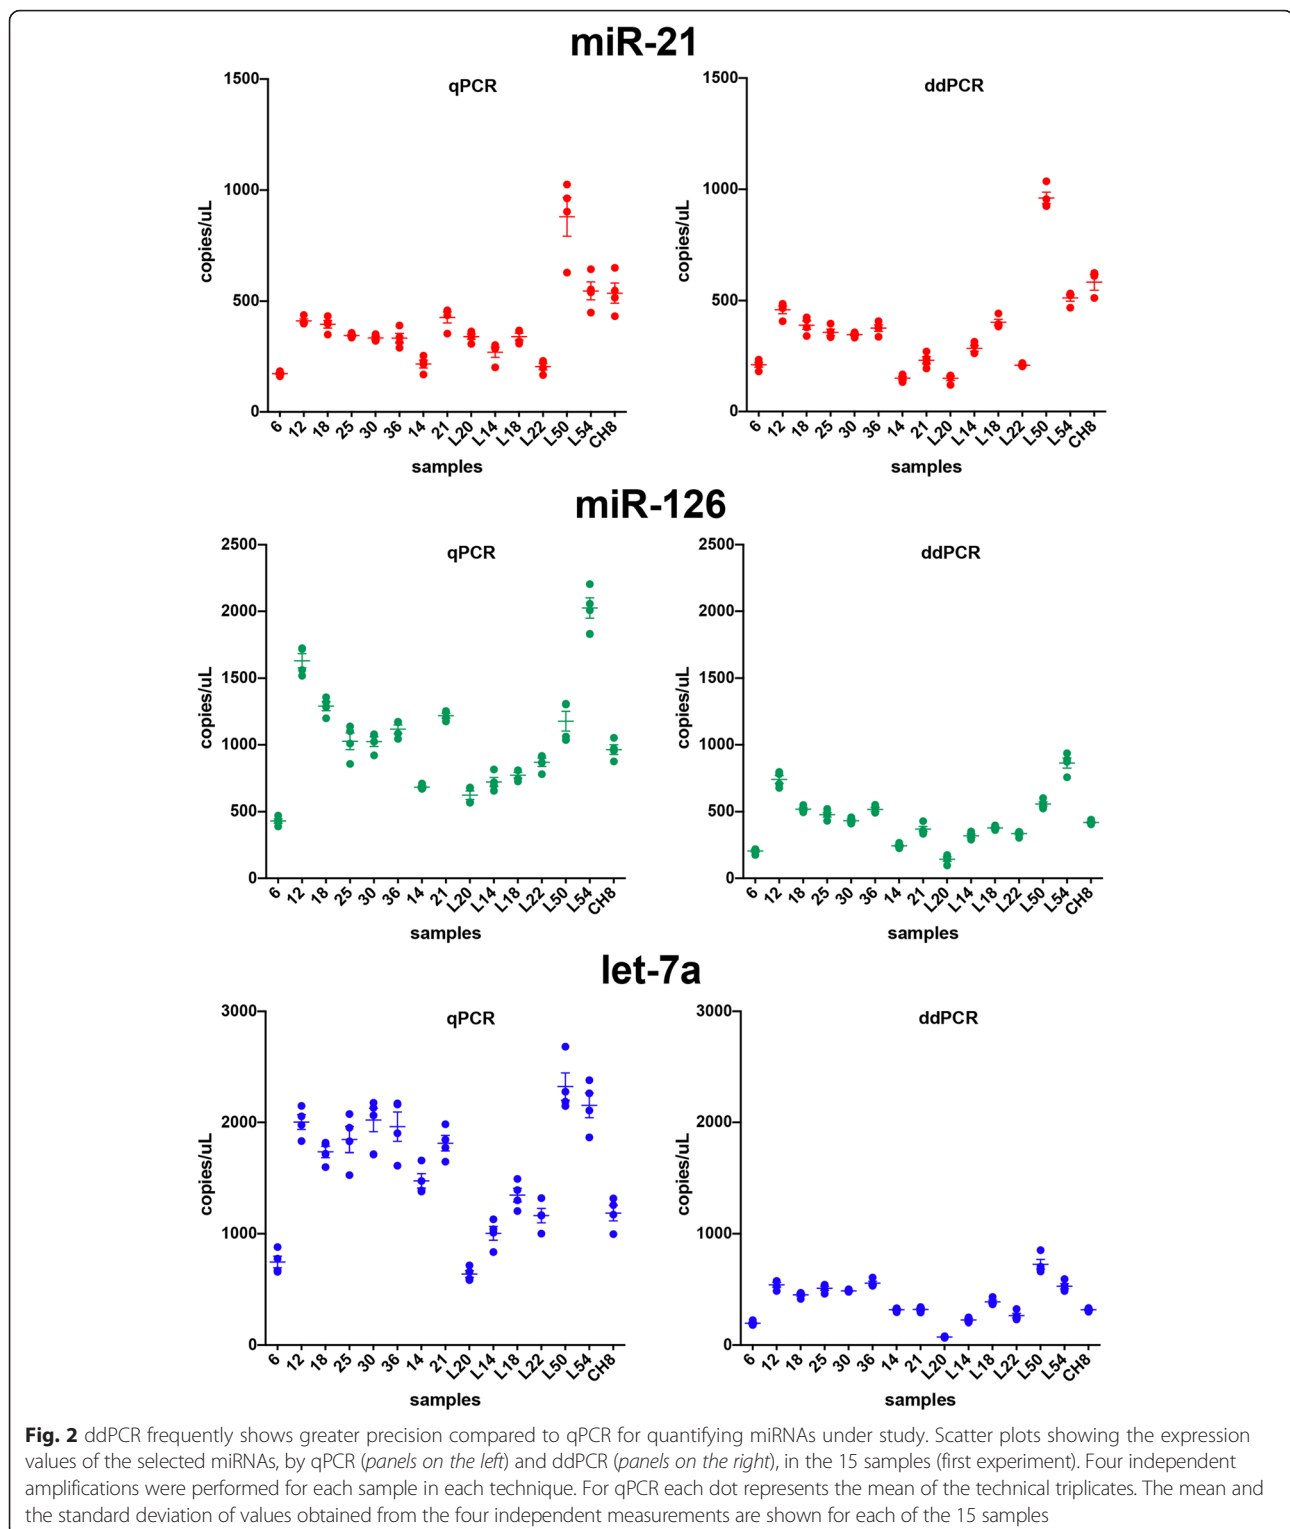 miR-21
qPCR
ddPCR
1500
1000
500
0
copies/uL
6 12 18 25 30 36 14 21 L20 L14 L18 L22 L50 L54 CH8
samples
1500
1000
500
0
copies/uL
6 12 18 25 30 36 14 21 L20 L14 L18 L22 L50 L54 CH8
samples
miR-126
qPCR
ddPCR
2500
2000
1500
1000
500
0
copies/uL
6 12 18 25 30 36 14 21 L20 L14 L18 L22 L50 L54 CH8
samples
2500
2000
1500
1000
500
0
copies/uL
6 12 18 25 30 36 14 21 L20 L14 L18 L22 L50 L54 CH8
samples
let-7a
qPCR
ddPCR
3000
2000
1000
0
copies/uL
6 12 18 25 30 36 14 21 L20 L14 L18 L22 L50 L54 CH8
samples
3000
2000
1000
0
copies/uL
6 12 18 25 30 36 14 21 L20 L14 L18 L22 L50 L54 CH8
samples
Fig. 2 ddPCR frequently shows greater precision compared to qPCR for quantifying miRNAs under study. Scatter plots showing the expression
values of the selected miRNAs, by qPCR (panels on the left) and ddPCR (panels on the right), in the 15 samples (first experiment). Four independent
amplifications were performed for each sample in each technique. For qPCR each dot represents the mean of the technical triplicates. The mean and
the standard deviation of values obtained from the four independent measurements are shown for each of the 15 samples